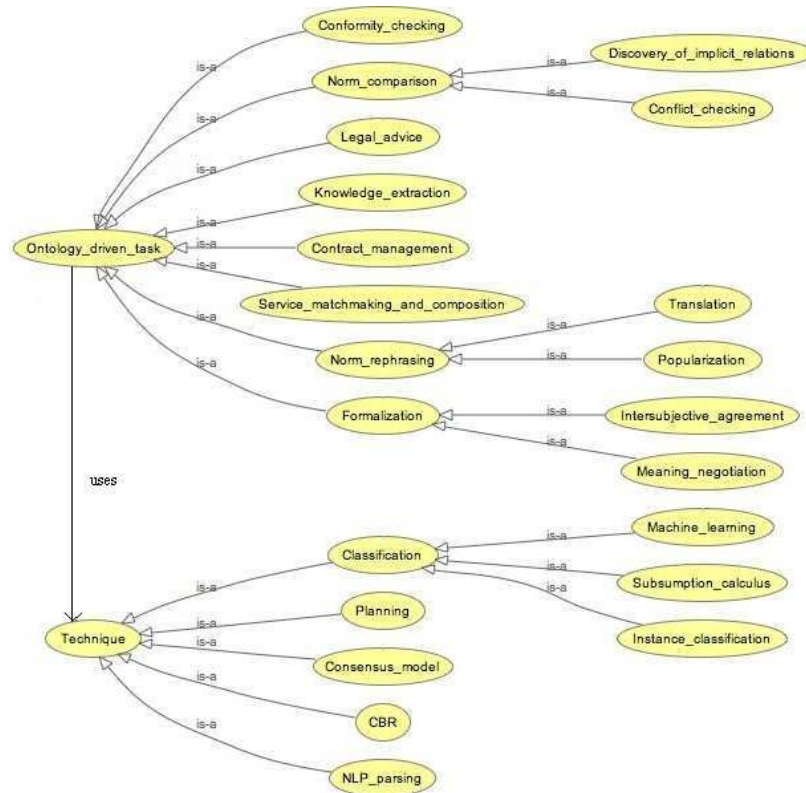 Conformity_checking
is-a
Discovery_of_implicit_relations
is-a
Norm_comparison
is-a
is-a
Conflict_checking
is-a
Legal_advice
is-a
Knowledge_extraction
is-a
Ontology_driven_task
is-a
Contract_management
is-a
Service_matchmaking_and_composition
is-a
Translation
is-a
Norm_rephrasing
is-a
Popularization
is-a
Formalization
is-a
Intersubjective_agreement
is-a
Meaning_negotiation
uses
Machine_learning
is-a
Classification
is-a
Subsumption_calculus
is-a
is-a
Planning
is-a
Technique
is-a
Instance_classification
Consensus_model
is-a
CBR
is-a
NLP_parsing